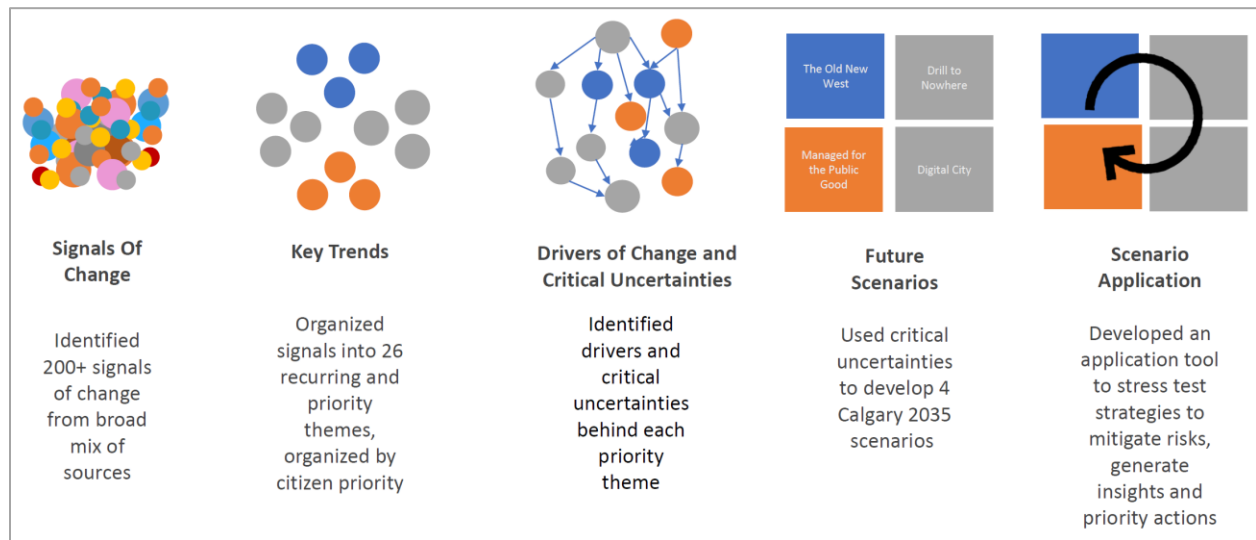 The Old New
West
Drill to
Nowhere
Managed for
the Public
Good
Digital City
Signals Of
Change
Identified
200+ signals
of change
from broad
mix of
sources
Key Trends
Organized
signals into 26
recurring and
priority
themes,
organized by
citizen priority
Drivers of Change and
Critical Uncertainties
Identified
drivers and
critical
uncertainties
behind each
priority
theme
Future
Scenarios
Used critical
uncertainties
to develop 4
Calgary 2035
scenarios
Scenario
Application
Developed an
application tool
to stress test
strategies to
mitigate risks,
generate
insights and
priority actions